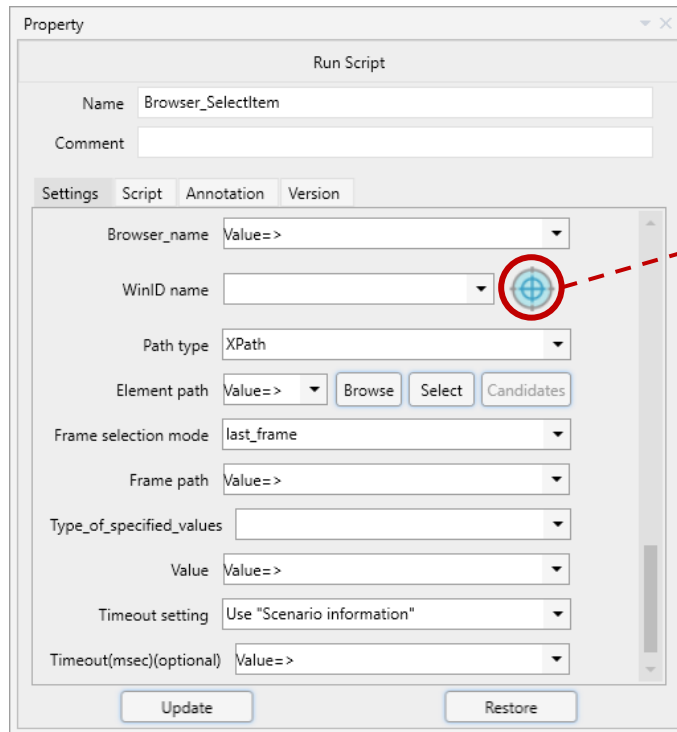 Property
Run Script
Name Browser_SelectItem
Comment
Settings Script Annotation Version
Browser_name Value=>
WinID name
Path type XPath
Element path Value=> Browse Select Candidates
Frame selection mode last_frame
Frame path Value=>
Type_of_specified_values
Value Value=>
Timeout setting Use "Scenario information"
Timeout(msec)(optional) Value=>
Update Restore